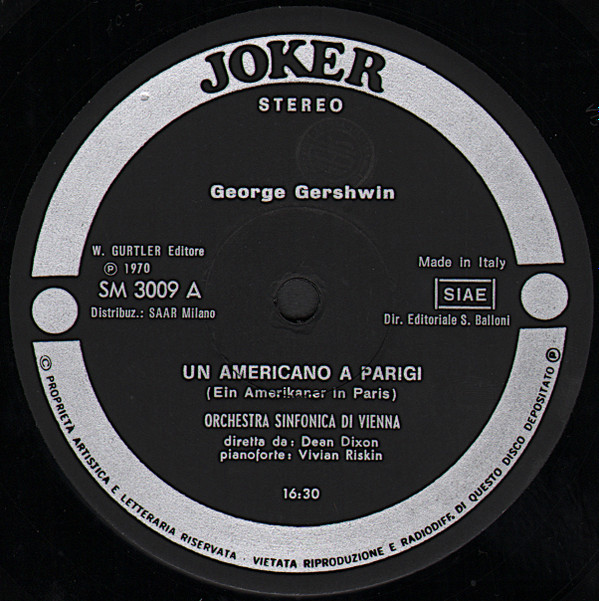 JOKER
STEREO
George Gershwin
W. GURTLER Editore
Ⓟ 1970
SM 3009 A
Distribuz.: SAAR Milano
Made in Italy
SIAE
Dir. Editoriale S. Balloni
UN AMERICANO A PARIGI
(Ein Amerikaner in Paris)
ORCHESTRA SINFONICA DI VIENNA
diretta da: Dean Dixon
pianoforte: Vivian Riskin
16:30
© PROPRIETÀ ARTISTICA E LETTERARIA RISERVATA · VIETATA RIPRODUZIONE E RADIODIFF. DI QUESTO DISCO DEPOSITATO Ⓟ